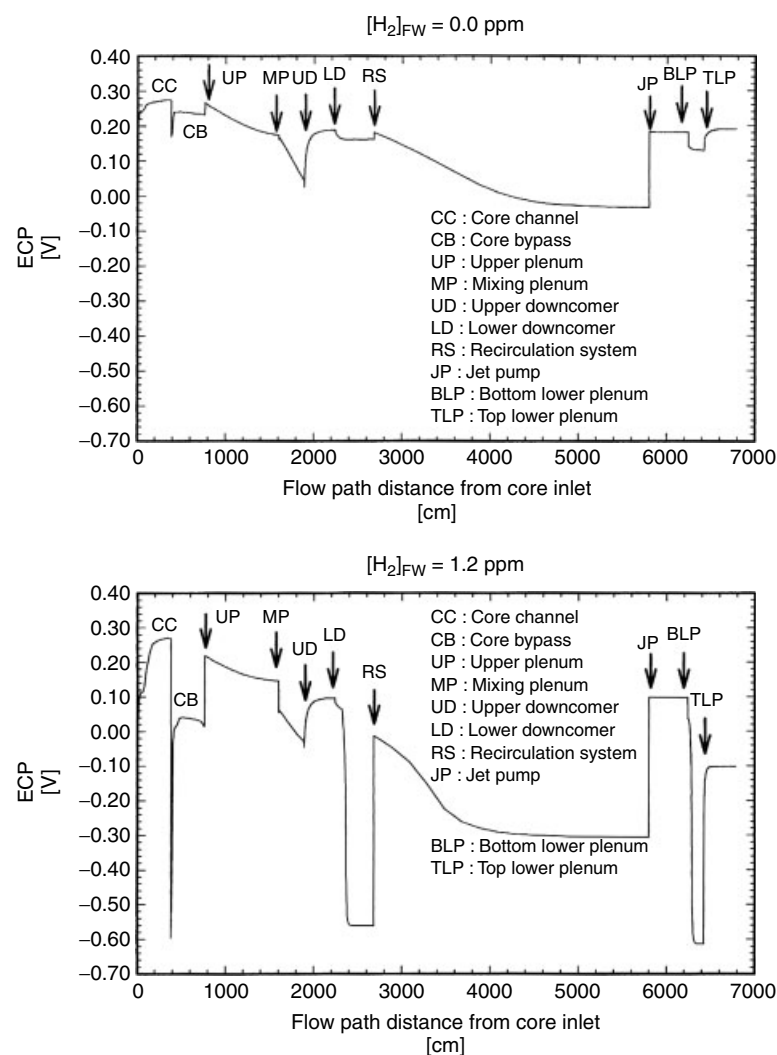 [H₂]FW = 0.0 ppm
0.40
0.30
0.20
0.10
0.00
−0.10
−0.20
−0.30
−0.40
−0.50
−0.60
−0.70
ECP
[V]
CC
CB
UP
MP
UD
LD
RS
JP
BLP
TLP
CC : Core channel
CB : Core bypass
UP : Upper plenum
MP : Mixing plenum
UD : Upper downcomer
LD : Lower downcomer
RS : Recirculation system
JP : Jet pump
BLP : Bottom lower plenum
TLP : Top lower plenum
0 1000 2000 3000 4000 5000 6000 7000
Flow path distance from core inlet
[cm]
[H₂]FW = 1.2 ppm
0.40
0.30
0.20
0.10
0.00
−0.10
−0.20
−0.30
−0.40
−0.50
−0.60
−0.70
ECP
[V]
CC
CB
UP
MP
UD
LD
RS
JP
BLP
TLP
CC : Core channel
CB : Core bypass
UP : Upper plenum
MP : Mixing plenum
UD : Upper downcomer
LD : Lower downcomer
RS : Recirculation system
JP : Jet pump
BLP : Bottom lower plenum
TLP : Top lower plenum
0 1000 2000 3000 4000 5000 6000 7000
Flow path distance from core inlet
[cm]